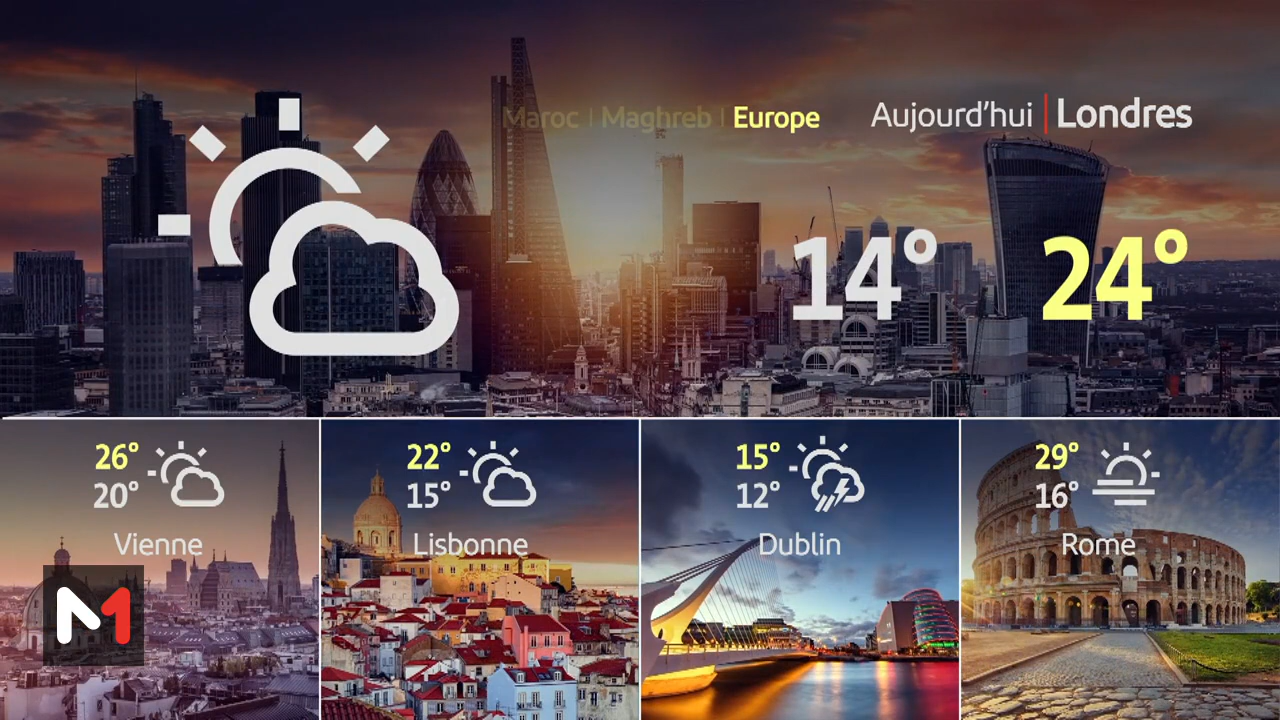 Maroc | Maghreb | Europe
Aujourd'hui | Londres
14° 24°
26°
20°
Vienne
22°
15°
Lisbonne
15°
12°
Dublin
29°
16°
Rome
M1